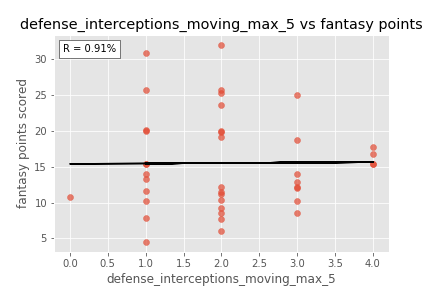 defense_interceptions_moving_max_5 vs fantasy points
R = 0.91%
30
25
20
15
10
5
fantasy points scored
0.0 0.5 1.0 1.5 2.0 2.5 3.0 3.5 4.0
defense_interceptions_moving_max_5